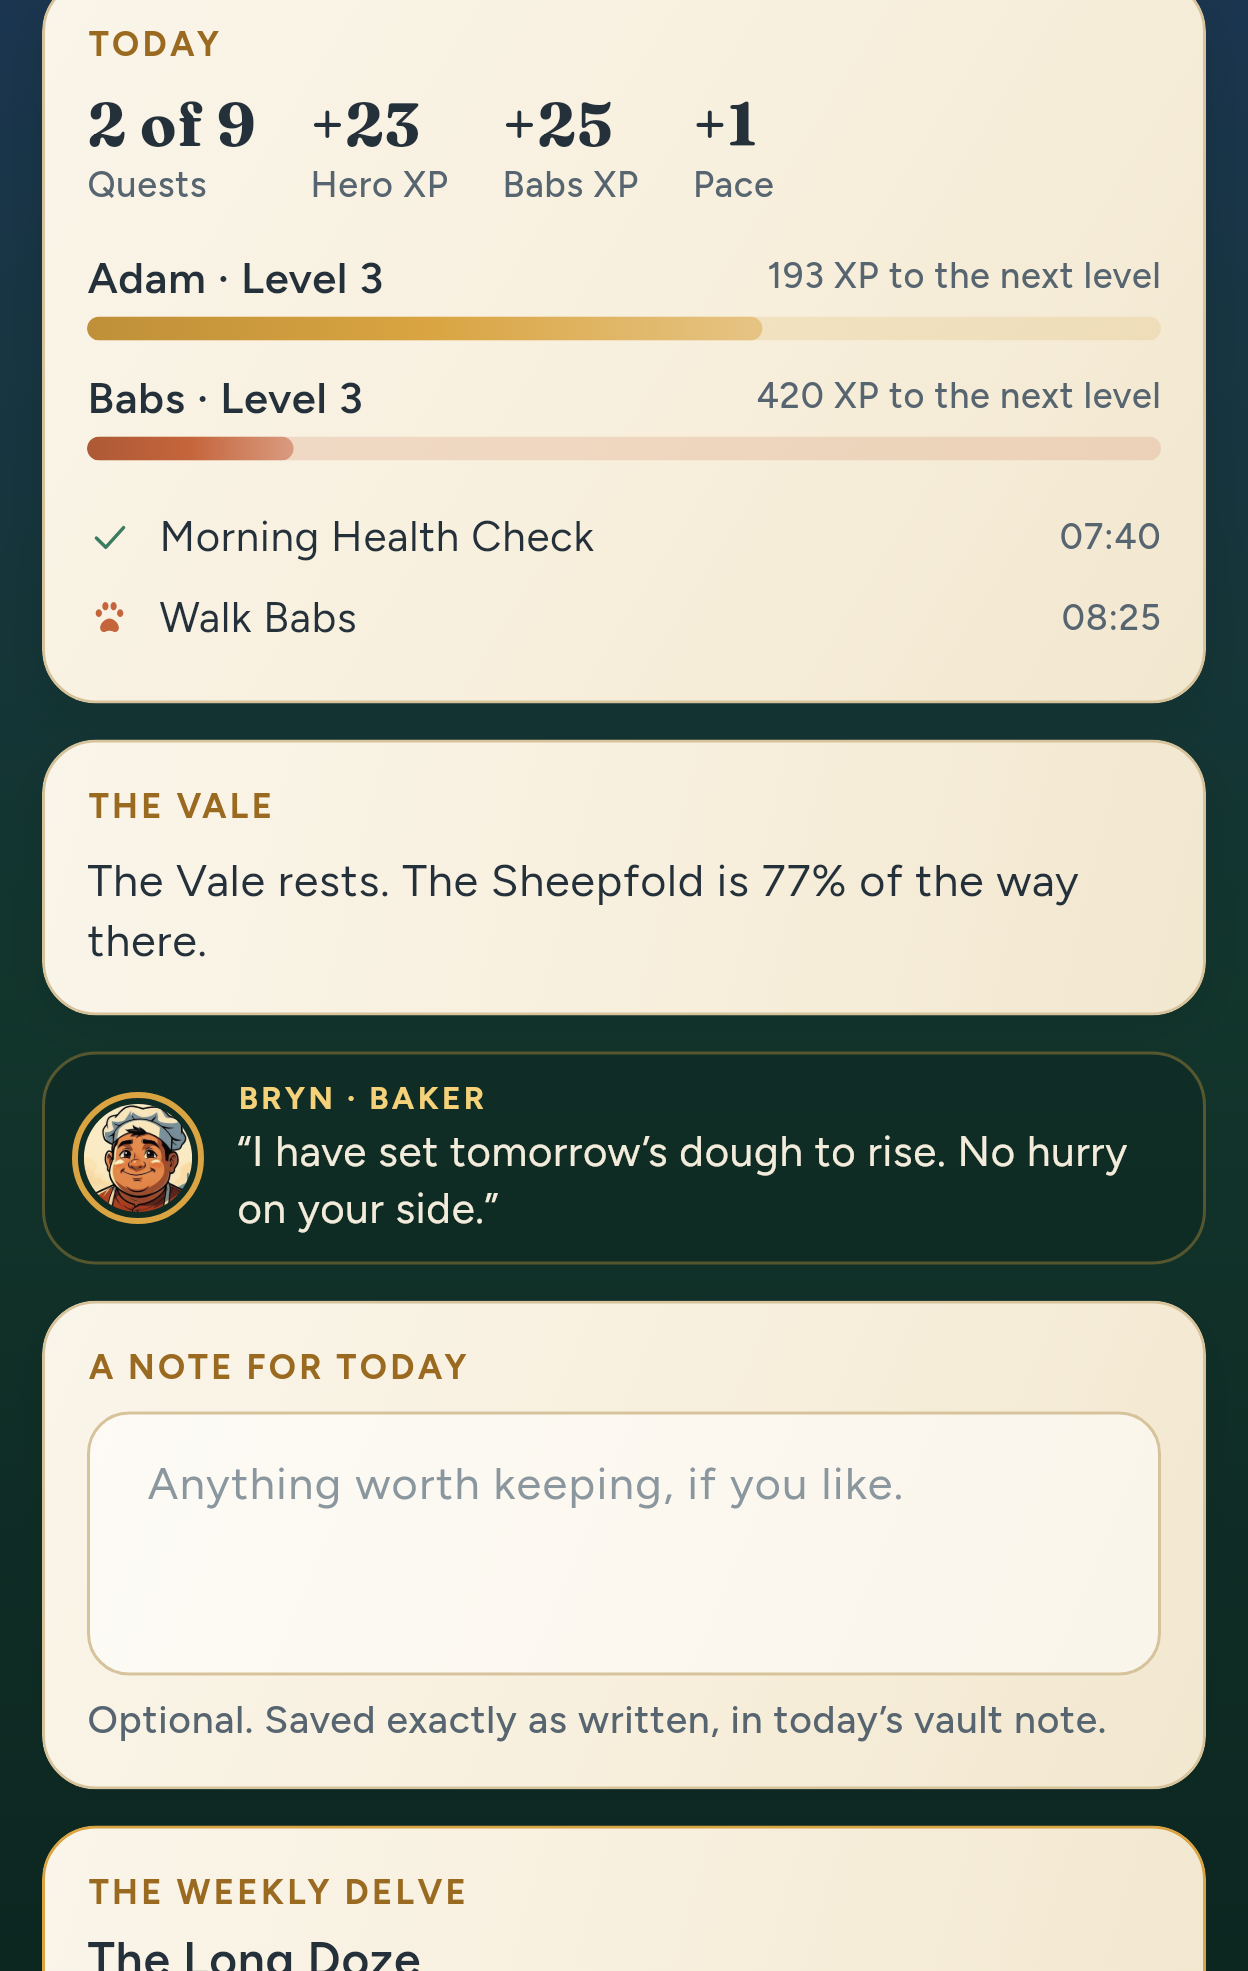 TODAY
2 of 9 +23 +25 +1
Quests Hero XP Babs XP Pace
Adam · Level 3 193 XP to the next level
Babs · Level 3 420 XP to the next level
Morning Health Check 07:40
Walk Babs 08:25
THE VALE
The Vale rests. The Sheepfold is 77% of the way
there.
BRYN · BAKER
“I have set tomorrow’s dough to rise. No hurry
on your side.”
A NOTE FOR TODAY
Anything worth keeping, if you like.
Optional. Saved exactly as written, in today’s vault note.
THE WEEKLY DELVE
The Long Doze